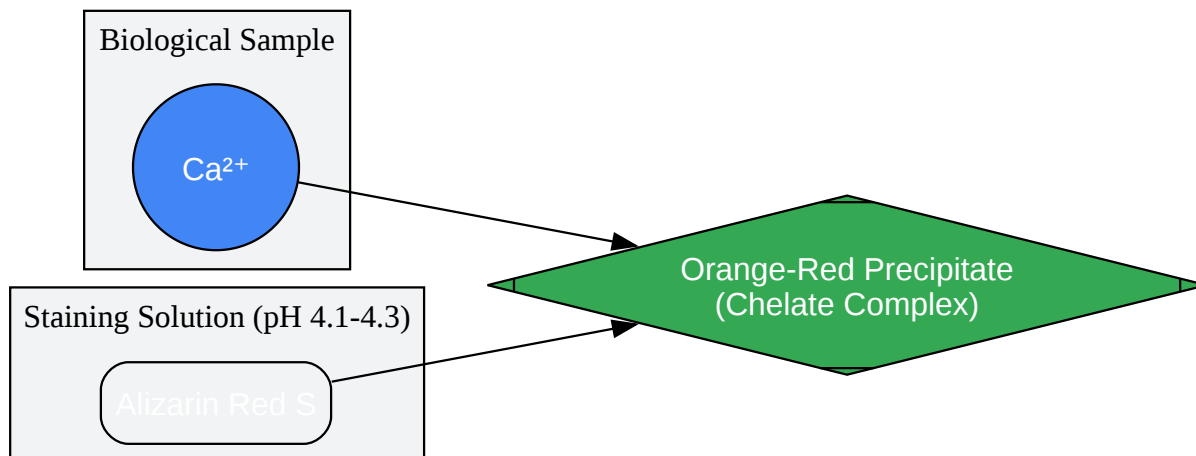 Biological Sample
Ca²⁺
Staining Solution (pH 4.1-4.3)
Alizarin Red S
Orange-Red Precipitate
(Chelate Complex)